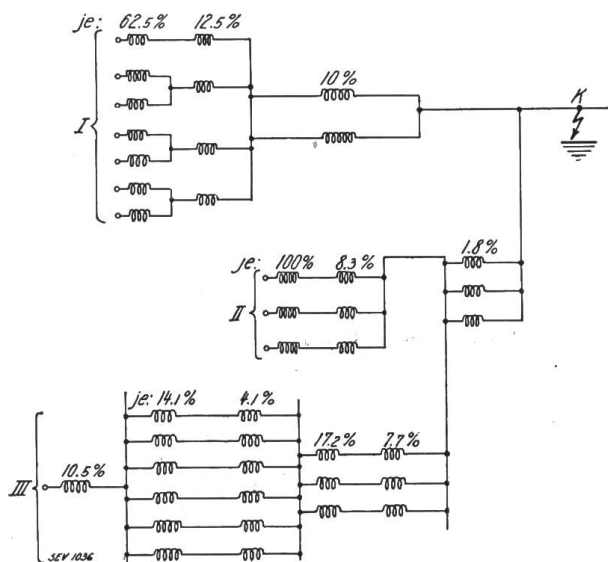 je: 62.5% 12.5%
10%
K
I
je: 100% 8.3%
1.8%
II
je: 14.1% 4.1%
17.2% 7.7%
10.5%
III
SEV 1036